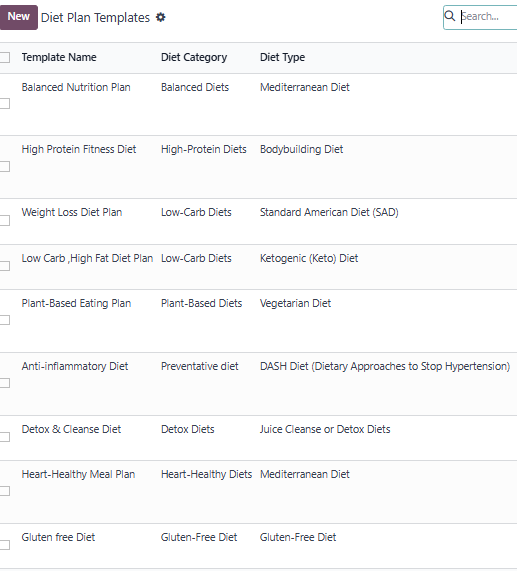 New Diet Plan Templates Search...
Template Name Diet Category Diet Type
Balanced Nutrition Plan Balanced Diets Mediterranean Diet
High Protein Fitness Diet High-Protein Diets Bodybuilding Diet
Weight Loss Diet Plan Low-Carb Diets Standard American Diet (SAD)
Low Carb ,High Fat Diet Plan Low-Carb Diets Ketogenic (Keto) Diet
Plant-Based Eating Plan Plant-Based Diets Vegetarian Diet
Anti-inflammatory Diet Preventative diet DASH Diet (Dietary Approaches to Stop Hypertension)
Detox & Cleanse Diet Detox Diets Juice Cleanse or Detox Diets
Heart-Healthy Meal Plan Heart-Healthy Diets Mediterranean Diet
Gluten free Diet Gluten-Free Diet Gluten-Free Diet